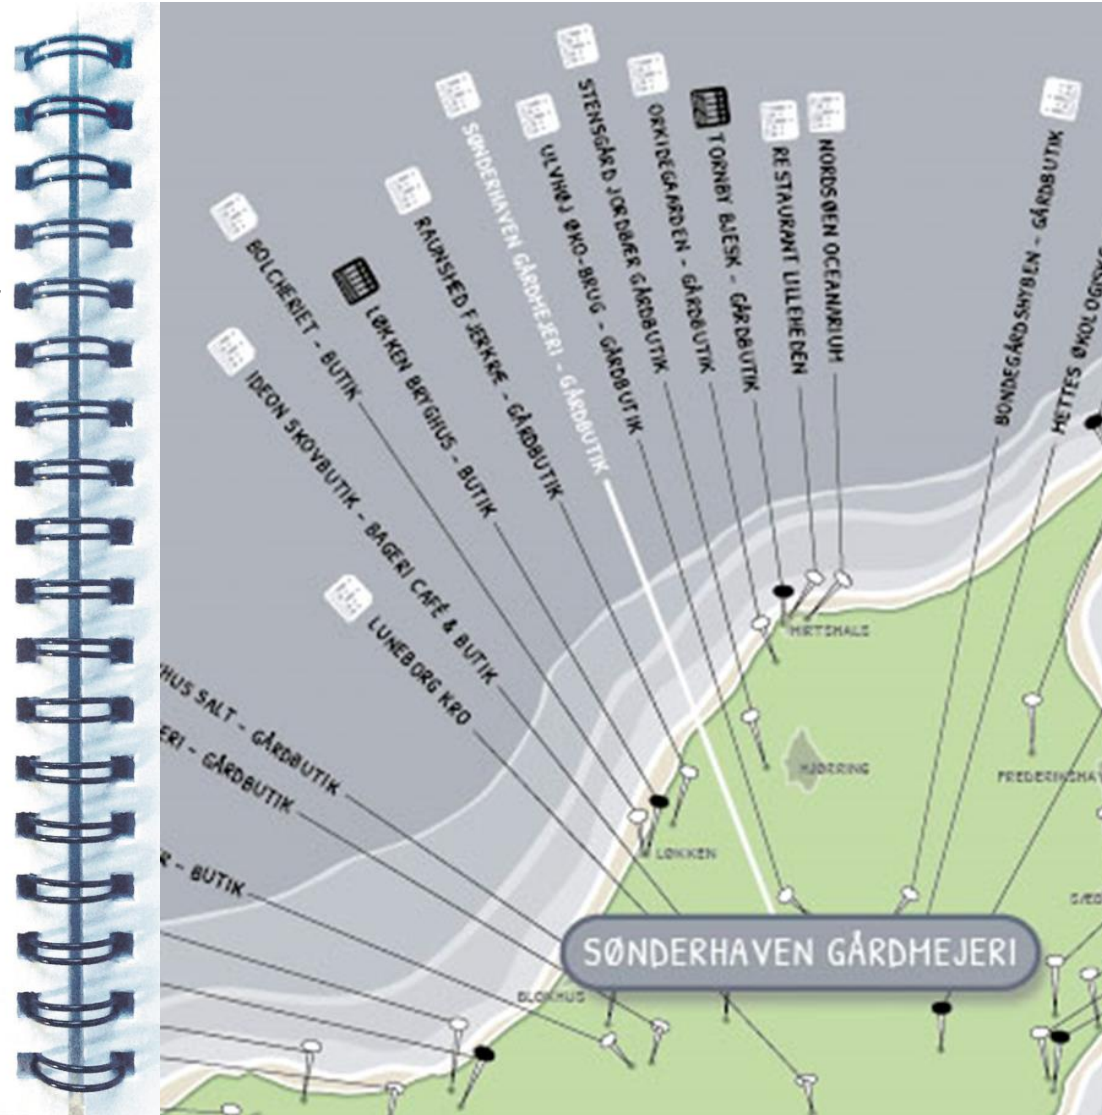 BOLCHERIET - BUTIK
IDEON SKOVBUTIK - BAGERI CAFÉ & BUTIK
LØKKEN BRYGHUS - BUTIK
RAUNSHED FJERKRÆ - GÅRDBUTIK
SØNDERHAVEN GÅRDMEJERI - GÅRDBUTIK
ULVHØJ ØKO-BRUG - GÅRDBUTIK
STENSGÅRD JORDBÆR GÅRDBUTIK
ORKIDEGAARDEN - GÅRDBUTIK
TORNBY BJESK - GÅRDBUTIK
RESTAURANT LILLEHEDEN
NORDSØEN OCEANARIUM
BONDEGÅRDSHYBEN - GÅRDBUTIK
LUNEBORG KRO
HUS SALT - GÅRDBUTIK
ERI - GÅRDBUTIK
R - BUTIK
HIRTSHALS
HJØRRING
FREDERIKSHAV
LØKKEN
SØNDERHAVEN GÅRDMEJERI
BLOKHUS